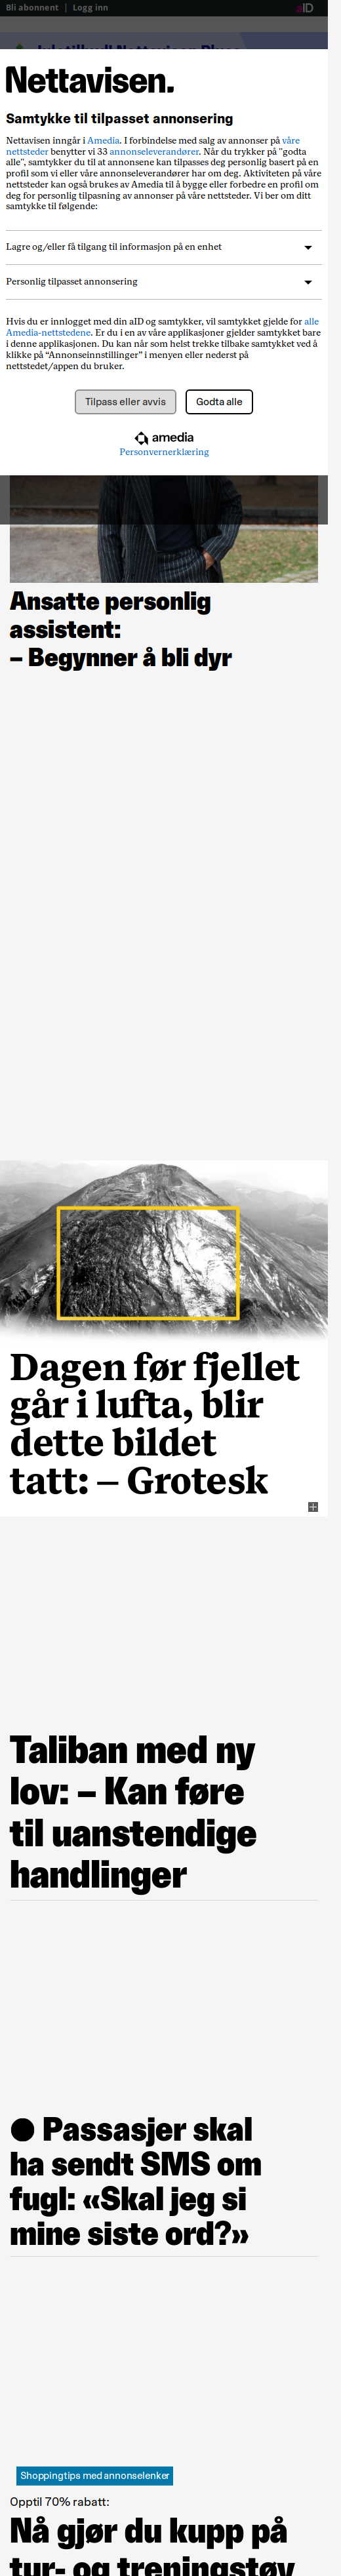 Bli abonnent | Logg inn
aID
Nettavisen.
Samtykke til tilpasset annonsering
Nettavisen inngår i Amedia. I forbindelse med salg av annonser på våre
nettsteder benytter vi 33 annonseleverandører. Når du trykker på "godta
alle", samtykker du til at annonsene kan tilpasses deg personlig basert på en
profil som vi eller våre annonseleverandører har om deg. Aktiviteten på våre
nettsteder kan også brukes av Amedia til å bygge eller forbedre en profil om
deg for personlig tilpasning av annonser på våre nettsteder. Vi ber om ditt
samtykke til følgende:
Lagre og/eller få tilgang til informasjon på en enhet
Personlig tilpasset annonsering
Hvis du er innlogget med din aID og samtykker, vil samtykket gjelde for alle
Amedia-nettstedene. Er du i en av våre applikasjoner gjelder samtykket bare
i denne applikasjonen. Du kan når som helst trekke tilbake samtykket ved å
klikke på “Annonseinnstillinger” i menyen eller nederst på
nettstedet/appen du bruker.
Tilpass eller avvis
Godta alle
amedia
Personvernerklæring
Ansatte personlig
assistent:
– Begynner å bli dyr
Dagen før fjellet
går i lufta, blir
dette bildet
tatt: – Grotesk
Taliban med ny
lov: – Kan føre
til uanstendige
handlinger
● Passasjer skal
ha sendt SMS om
fugl: «Skal jeg si
mine siste ord?»
Shoppingtips med annonselenker
Opptil 70% rabatt:
Nå gjør du kupp på
tur- og treningstøy